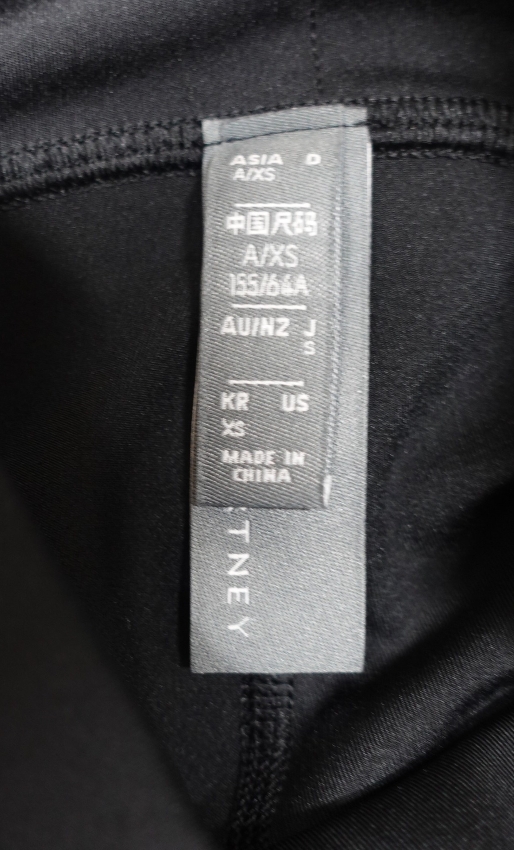 ASIA D
A/XS
中国尺码
A/XS
155/64A
AU/NZ J
S
KR US
XS
MADE IN
CHINA
TNEY